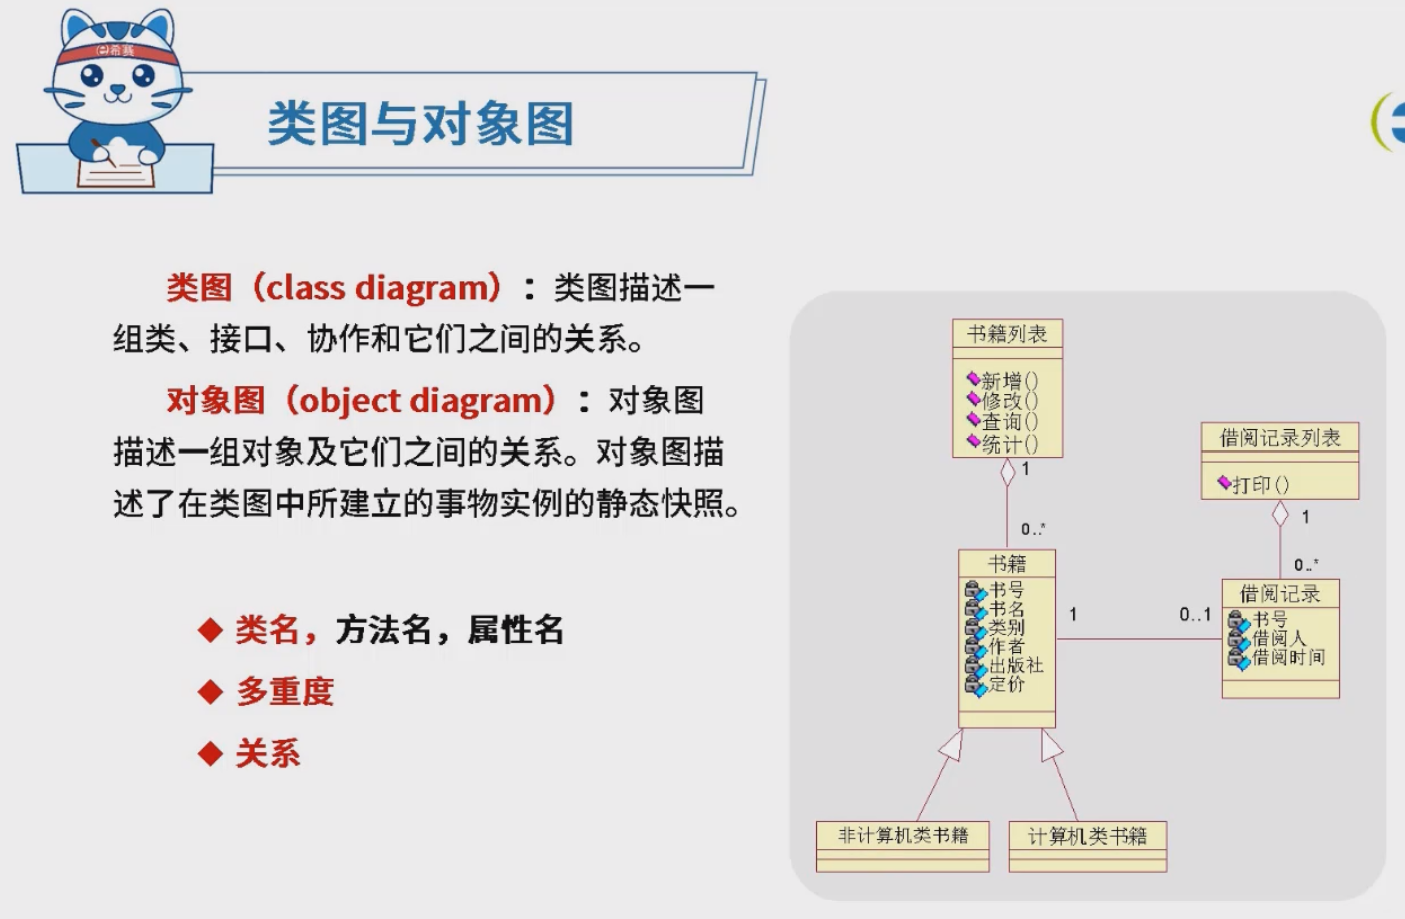 希赛
类图与对象图
类图（class diagram）：类图描述一
组类、接口、协作和它们之间的关系。
对象图（object diagram）：对象图
描述一组对象及它们之间的关系。对象图描
述了在类图中所建立的事物实例的静态快照。
◆ 类名，方法名，属性名
◆ 多重度
◆ 关系
书籍列表
新增()
修改()
查询()
统计()
1
0..*
书籍
书号
书名
类别
作者
出版社
定价
1
0..1
借阅记录列表
打印()
1
0..*
借阅记录
书号
借阅人
借阅时间
非计算机类书籍
计算机类书籍